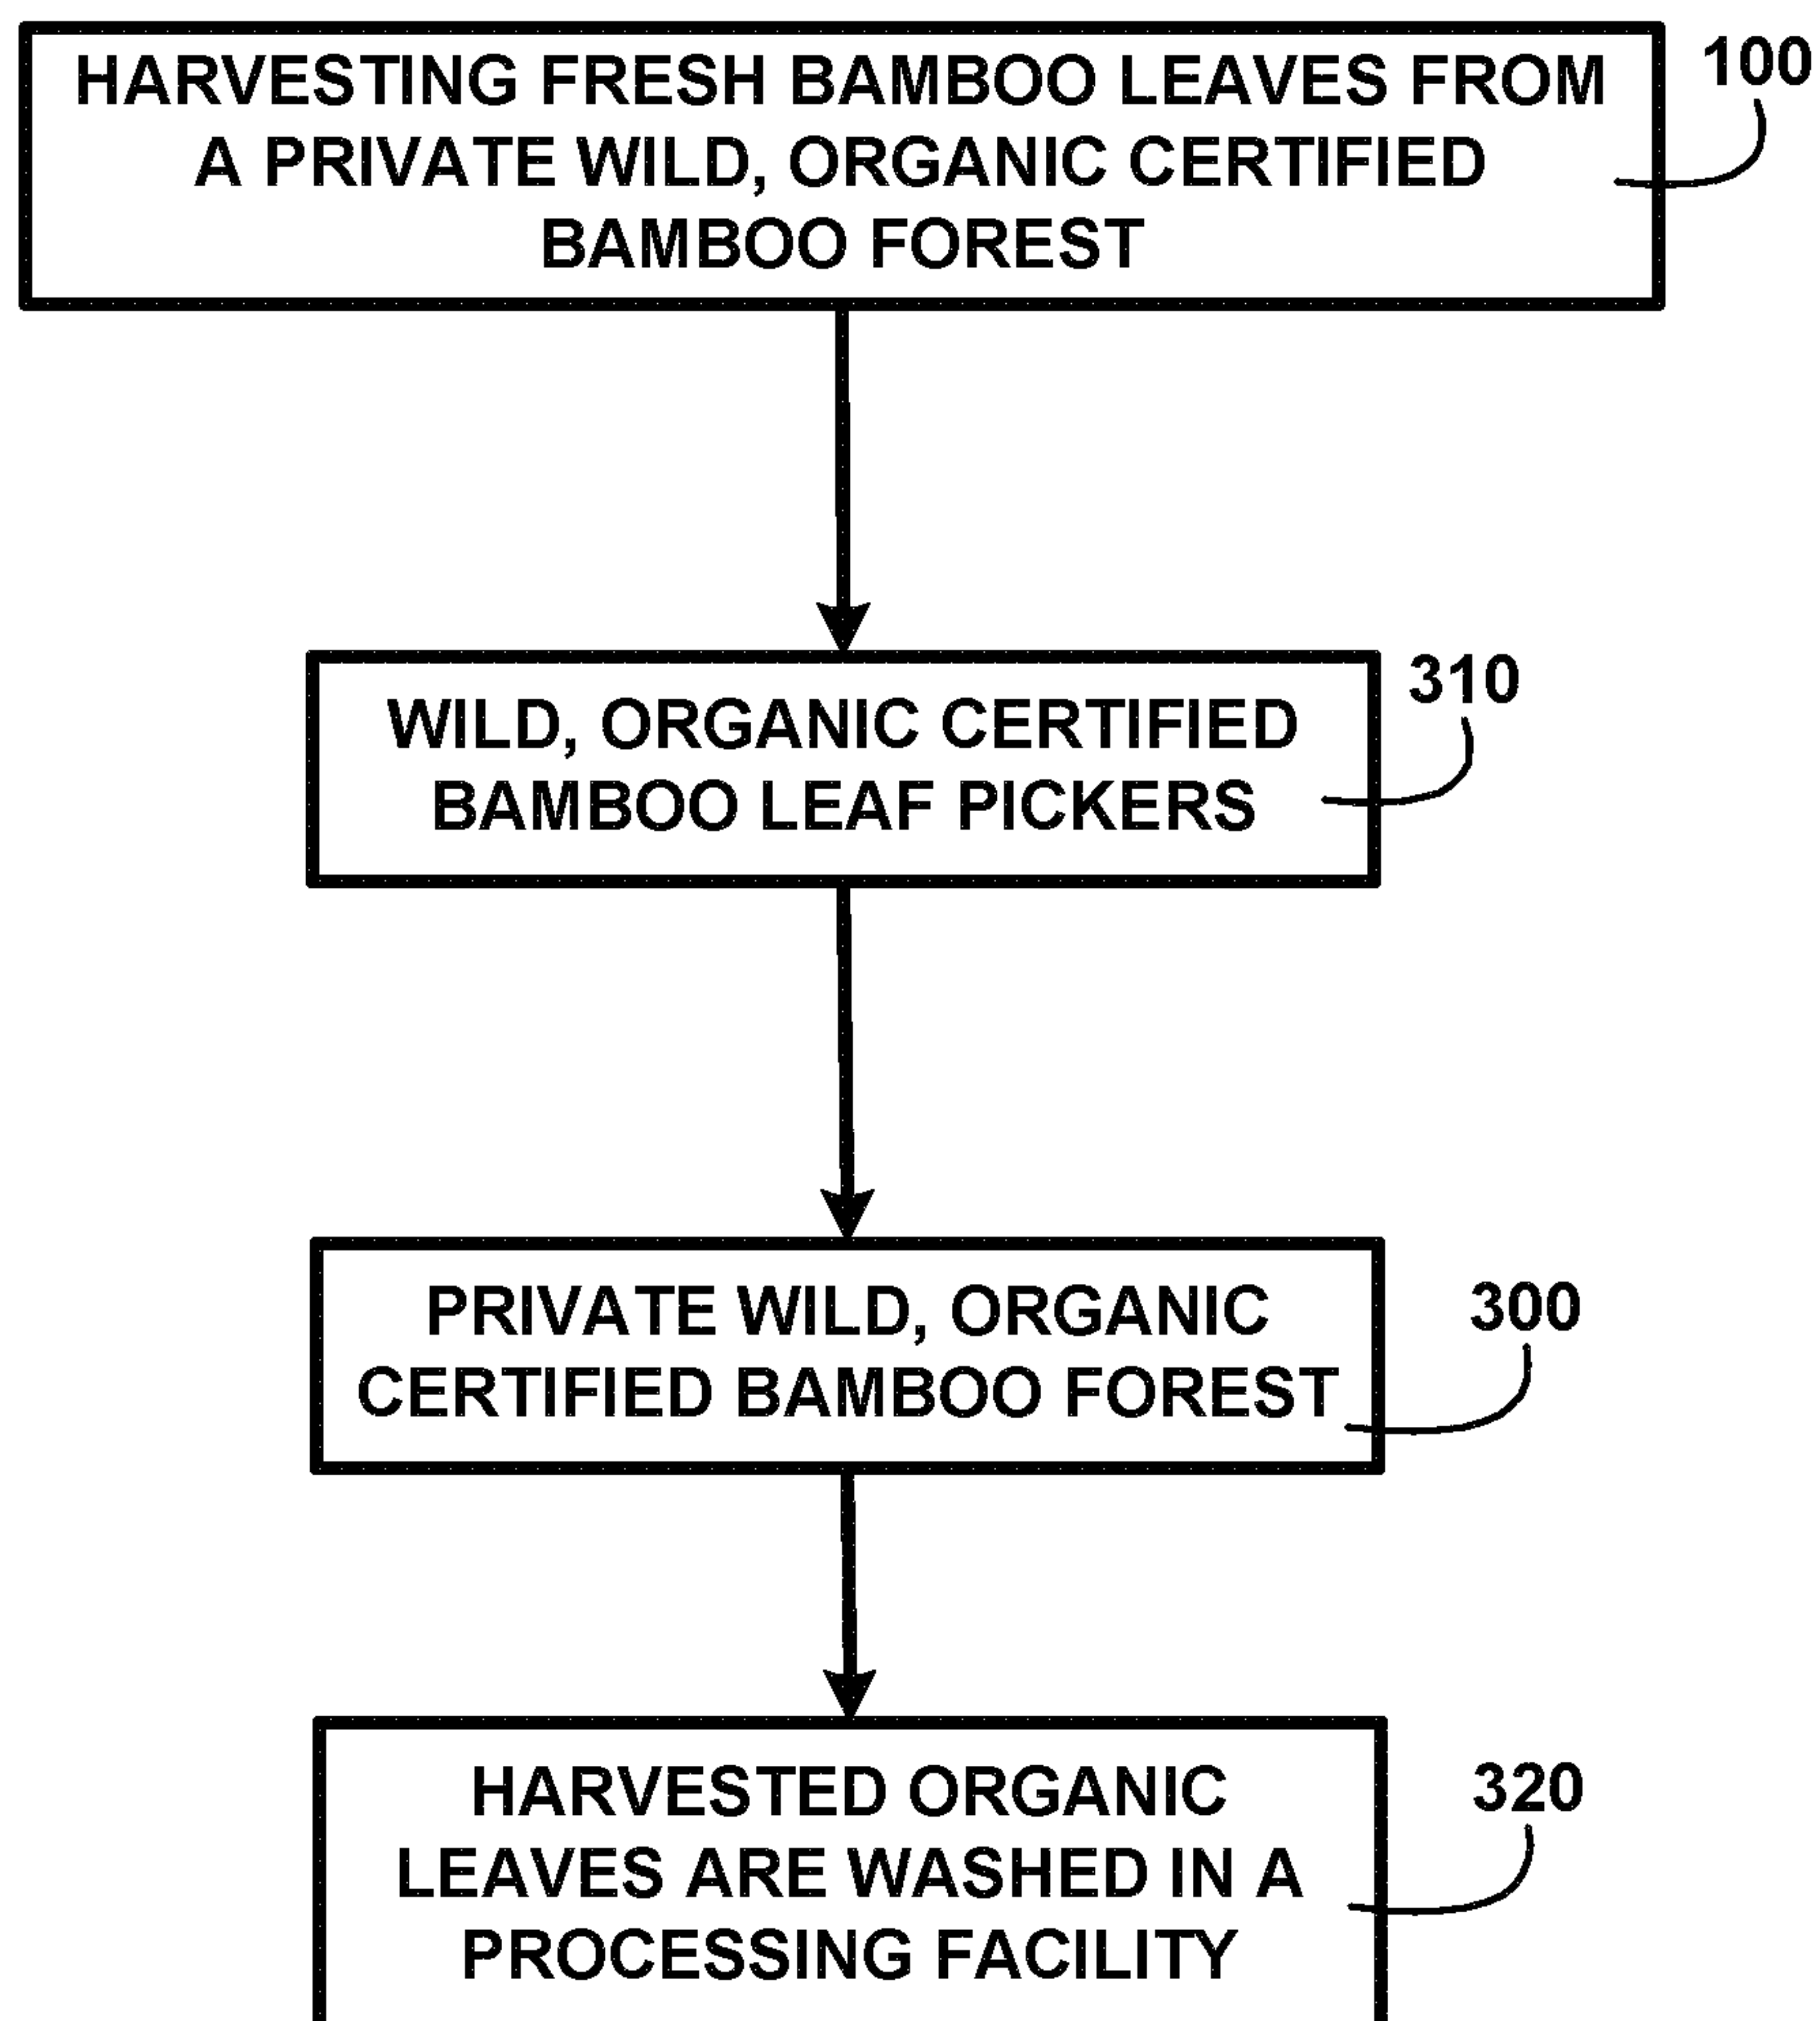 HARVESTING FRESH BAMBOO LEAVES FROM
A PRIVATE WILD, ORGANIC CERTIFIED
BAMBOO FOREST
100
WILD, ORGANIC CERTIFIED
BAMBOO LEAF PICKERS
310
PRIVATE WILD, ORGANIC
CERTIFIED BAMBOO FOREST
300
HARVESTED ORGANIC
LEAVES ARE WASHED IN A
PROCESSING FACILITY
320